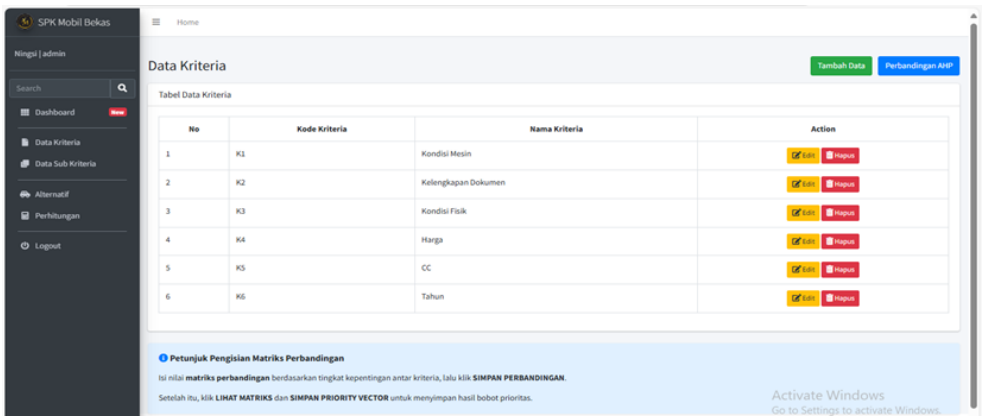 SPK Mobil Bekas
Home
Ningsi | admin
Search
Dashboard New
Data Kriteria
Data Sub Kriteria
Alternatif
Perhitungan
Logout
Data Kriteria
Tambah Data Perbandingan AHP
Tabel Data Kriteria
No Kode Kriteria Nama Kriteria Action
1 K1 Kondisi Mesin Edit Hapus
2 K2 Kelengkapan Dokumen Edit Hapus
3 K3 Kondisi Fisik Edit Hapus
4 K4 Harga Edit Hapus
5 K5 CC Edit Hapus
6 K6 Tahun Edit Hapus
Petunjuk Pengisian Matriks Perbandingan
Isi nilai matriks perbandingan berdasarkan tingkat kepentingan antar kriteria, lalu klik SIMPAN PERBANDINGAN.
Setelah itu, klik LIHAT MATRIKS dan SIMPAN PRIORITY VECTOR untuk menyimpan hasil bobot prioritas.
Activate Windows
Go to Settings to activate Windows.